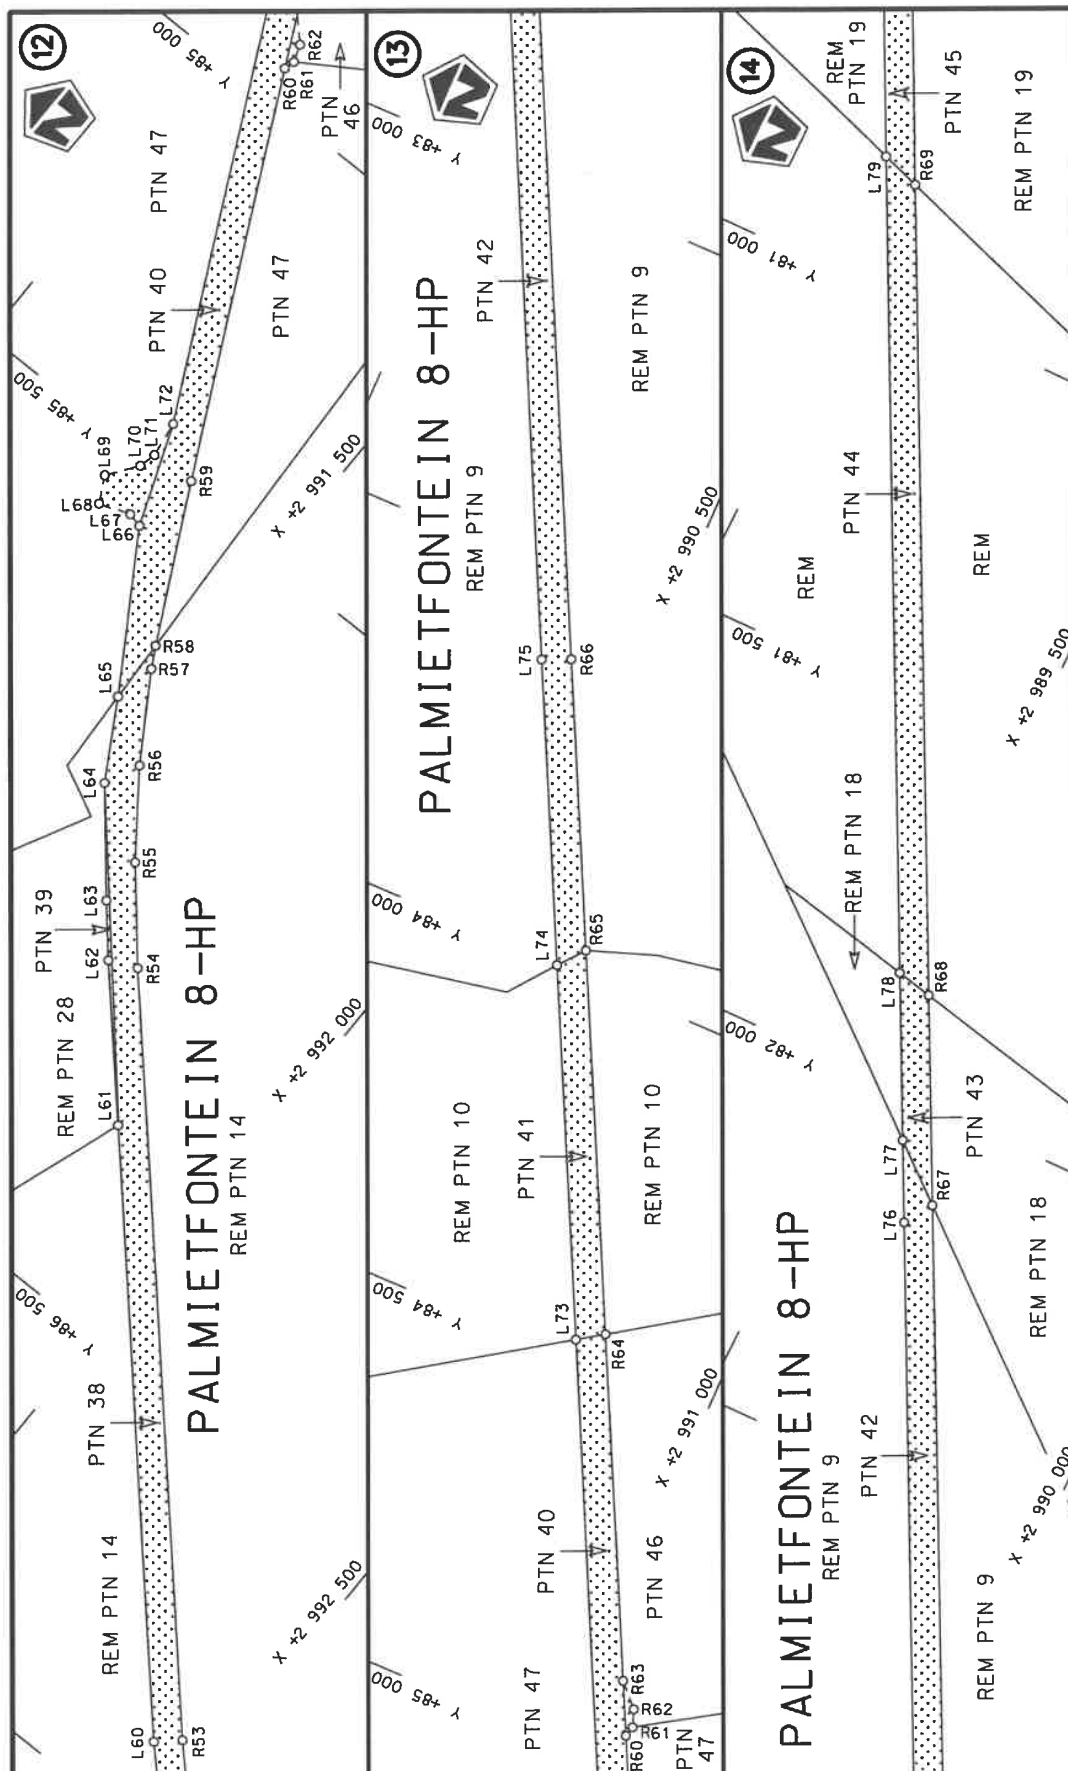 12
N
Y +85 000
R60
R61
R62
PTN 46
PTN 47
PTN 40
PTN 47
Y +85 500
L72
L71
L70
L69
L68
L67
L66
R59
X +2 991 500
R58
R57
L65
L64
R56
R55
L63
PTN 39
L62
R54
REM PTN 28
L61
PALMIETFONTEIN 8-HP
REM PTN 14
X +2 992 000
Y +86 500
PTN 38
REM PTN 14
X +2 992 500
L60
R53
13
N
Y +83 000
PTN 42
REM PTN 9
PALMIETFONTEIN 8-HP
REM PTN 9
X +2 990 500
L75
R66
Y +84 000
L74
R65
REM PTN 10
PTN 41
REM PTN 10
Y +84 500
L73
R64
X +2 991 000
PTN 40
PTN 46
Y +85 000
PTN 47
R63
R62
R61
R60
PTN 47
14
N
REM PTN 19
PTN 45
L79
R69
REM PTN 19
Y +81 000
PTN 44
REM
REM
Y +81 500
X +2 989 500
REM PTN 18
L78
R68
Y +82 000
PTN 43
L77
L76
R67
REM PTN 18
PALMIETFONTEIN 8-HP
REM PTN 9
PTN 42
X +2 990 000
REM PTN 9